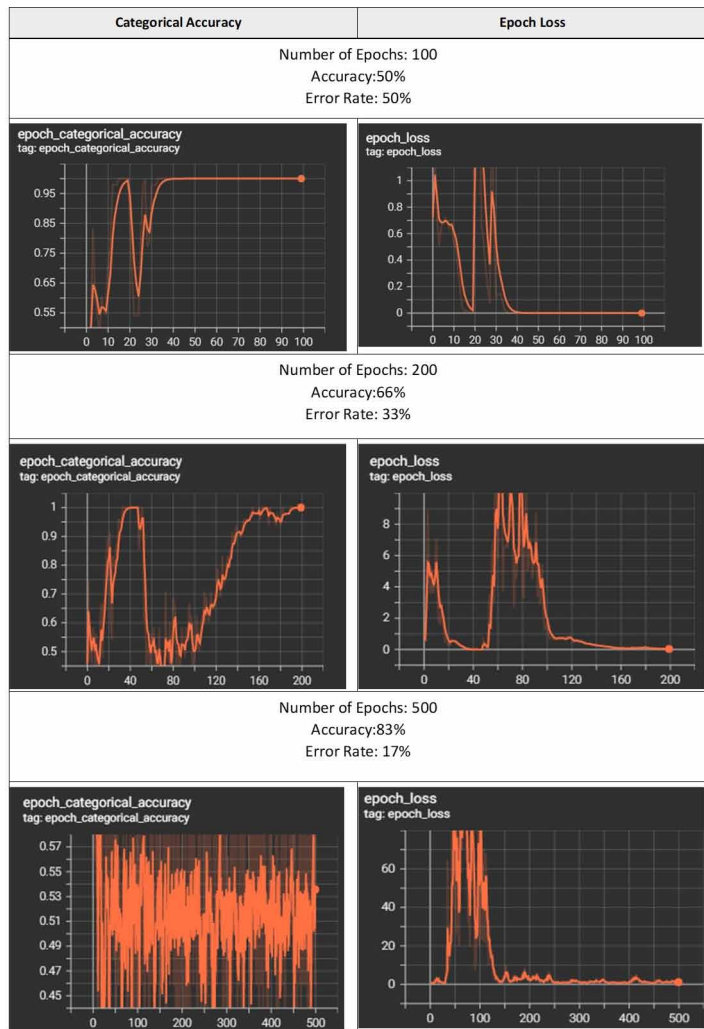 Categorical Accuracy
Epoch Loss
Number of Epochs: 100
Accuracy:50%
Error Rate: 50%
epoch_categorical_accuracy
tag: epoch_categorical_accuracy
0.95
0.85
0.75
0.65
0.55
0 10 20 30 40 50 60 70 80 90 100
epoch_loss
tag: epoch_loss
1
0.8
0.6
0.4
0.2
0
0 10 20 30 40 50 60 70 80 90 100
Number of Epochs: 200
Accuracy:66%
Error Rate: 33%
epoch_categorical_accuracy
tag: epoch_categorical_accuracy
1
0.9
0.8
0.7
0.6
0.5
0 40 80 120 160 200
epoch_loss
tag: epoch_loss
8
6
4
2
0
0 40 80 120 160 200
Number of Epochs: 500
Accuracy:83%
Error Rate: 17%
epoch_categorical_accuracy
tag: epoch_categorical_accuracy
0.57
0.55
0.53
0.51
0.49
0.47
0.45
0 100 200 300 400 500
epoch_loss
tag: epoch_loss
60
40
20
0
0 100 200 300 400 500